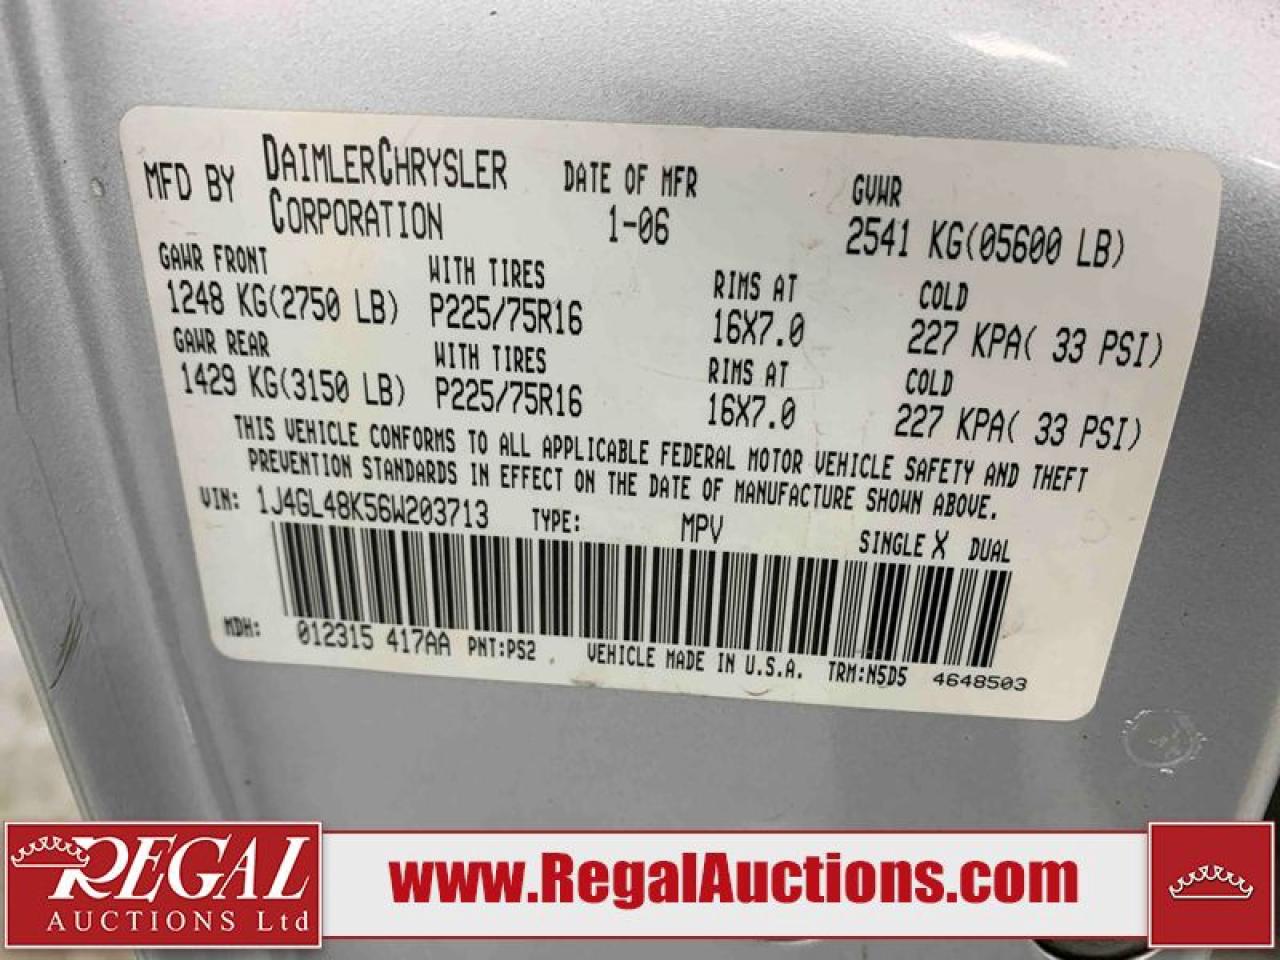 MFD BY DAIMLERCHRYSLER CORPORATION DATE OF MFR 1-06 GVWR 2541 KG(05600 LB)
GAWR FRONT WITH TIRES RIMS AT COLD
1248 KG(2750 LB) P225/75R16 16X7.0 227 KPA( 33 PSI)
GAWR REAR WITH TIRES RIMS AT COLD
1429 KG(3150 LB) P225/75R16 16X7.0 227 KPA( 33 PSI)
THIS VEHICLE CONFORMS TO ALL APPLICABLE FEDERAL MOTOR VEHICLE SAFETY AND THEFT
PREVENTION STANDARDS IN EFFECT ON THE DATE OF MANUFACTURE SHOWN ABOVE.
VIN: 1J4GL48K56W203713 TYPE: MPV SINGLE X DUAL
MDH: 012315 417AA PNT:PS2 VEHICLE MADE IN U.S.A. TRM:N5D5 4648503
REGAL
AUCTIONS Ltd
www.RegalAuctions.com